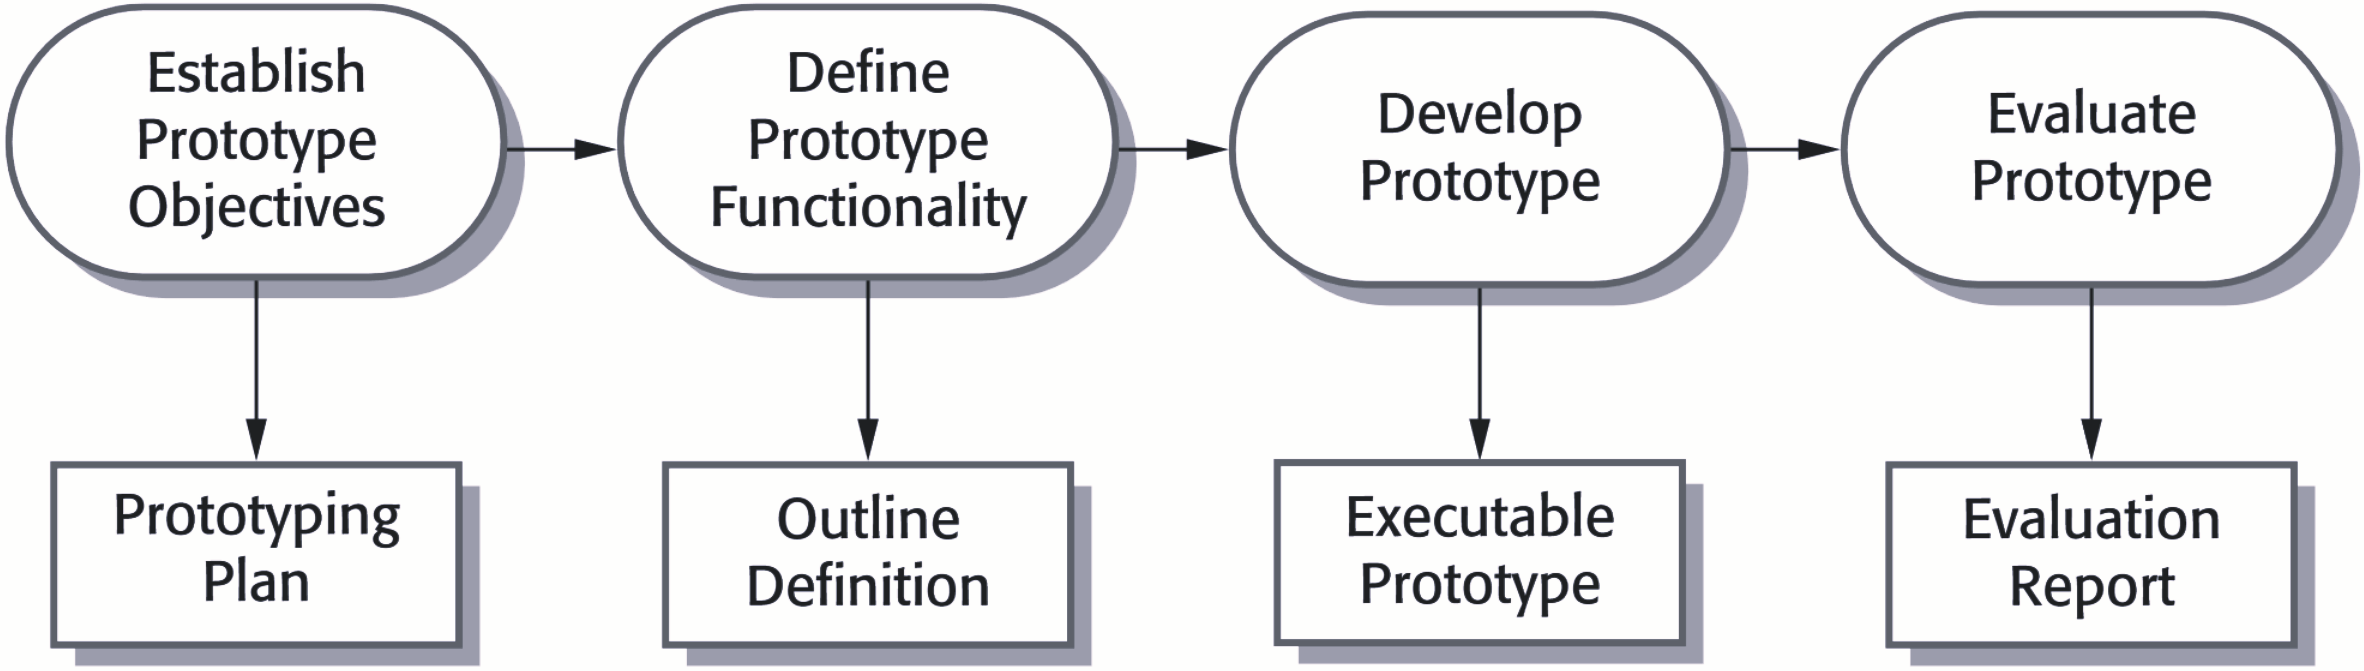 Establish
Prototype
Objectives
Define
Prototype
Functionality
Develop
Prototype
Evaluate
Prototype
Prototyping
Plan
Outline
Definition
Executable
Prototype
Evaluation
Report